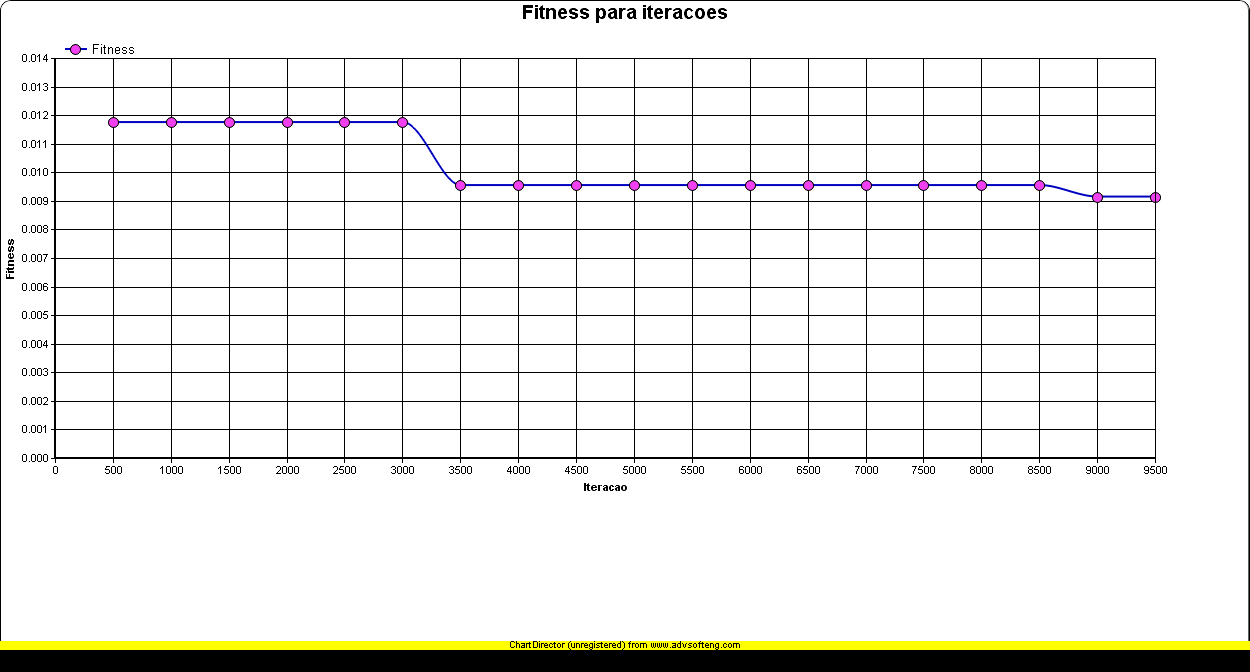 Fitness para iteracoes
Fitness
0.014
0.013
0.012
0.011
0.010
0.009
0.008
0.007
0.006
0.005
0.004
0.003
0.002
0.001
0.000
Fitness
0 500 1000 1500 2000 2500 3000 3500 4000 4500 5000 5500 6000 6500 7000 7500 8000 8500 9000 9500
Iteracao
ChartDirector (unregistered) from www.advsofteng.com